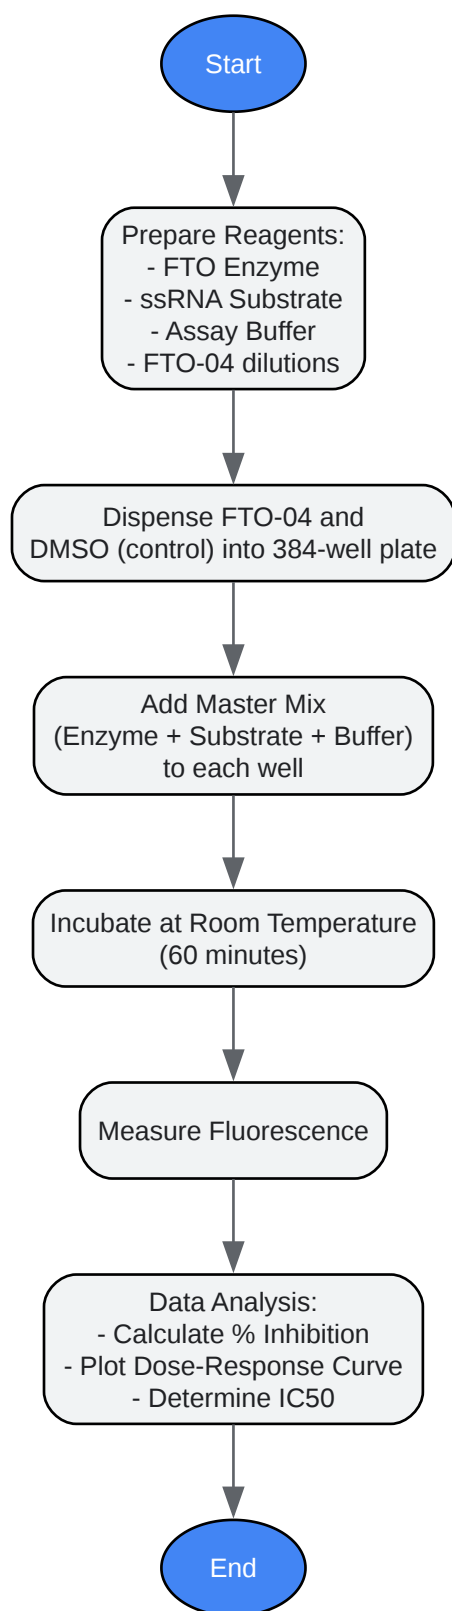 Start
Prepare Reagents:
- FTO Enzyme
- ssRNA Substrate
- Assay Buffer
- FTO-04 dilutions
Dispense FTO-04 and
DMSO (control) into 384-well plate
Add Master Mix
(Enzyme + Substrate + Buffer)
to each well
Incubate at Room Temperature
(60 minutes)
Measure Fluorescence
Data Analysis:
- Calculate % Inhibition
- Plot Dose-Response Curve
- Determine IC50
End